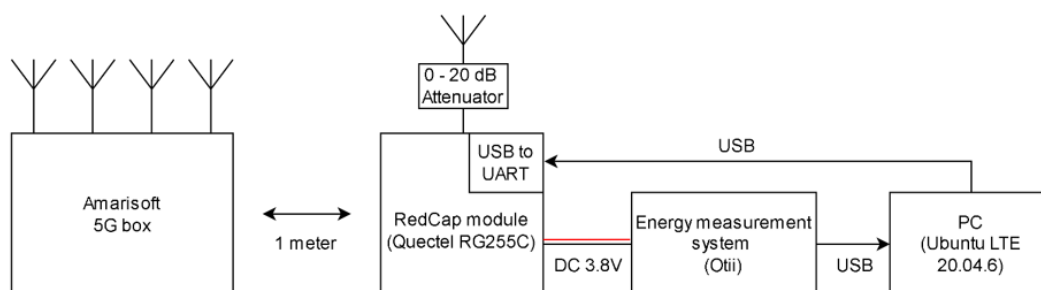 0 - 20 dB
Attenuator
Amarisoft
5G box
1 meter
USB to
UART
RedCap module
(Quectel RG255C)
USB
DC 3.8V
Energy measurement
system
(Otii)
USB
PC
(Ubuntu LTE
20.04.6)